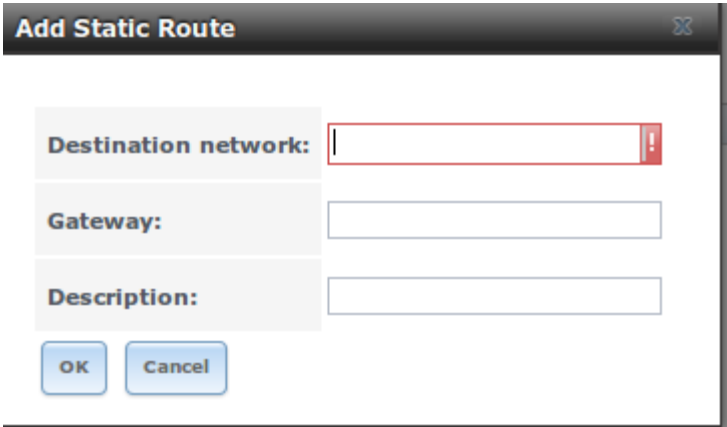 Add Static Route
Destination network:
!
Gateway:
Description:
OK
Cancel